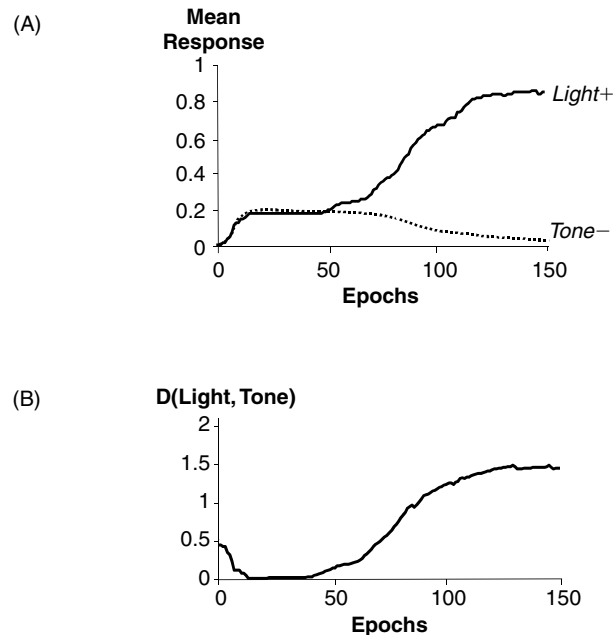 (A)
Mean
Response
1
0.8
0.6
0.4
0.2
0
Light+
Tone−
0 50 100 150
Epochs
(B)
D(Light, Tone)
2
1.5
1
0.5
0
0 50 100 150
Epochs